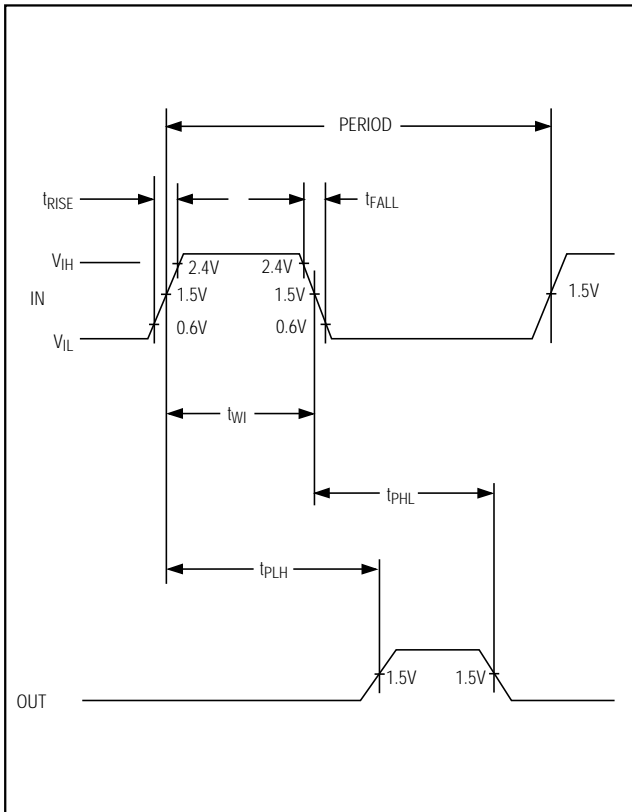 PERIOD
tRISE
tFALL
VIH
2.4V
2.4V
IN
1.5V
1.5V
1.5V
0.6V
0.6V
VIL
tWI
tPHL
tPLH
1.5V
1.5V
OUT